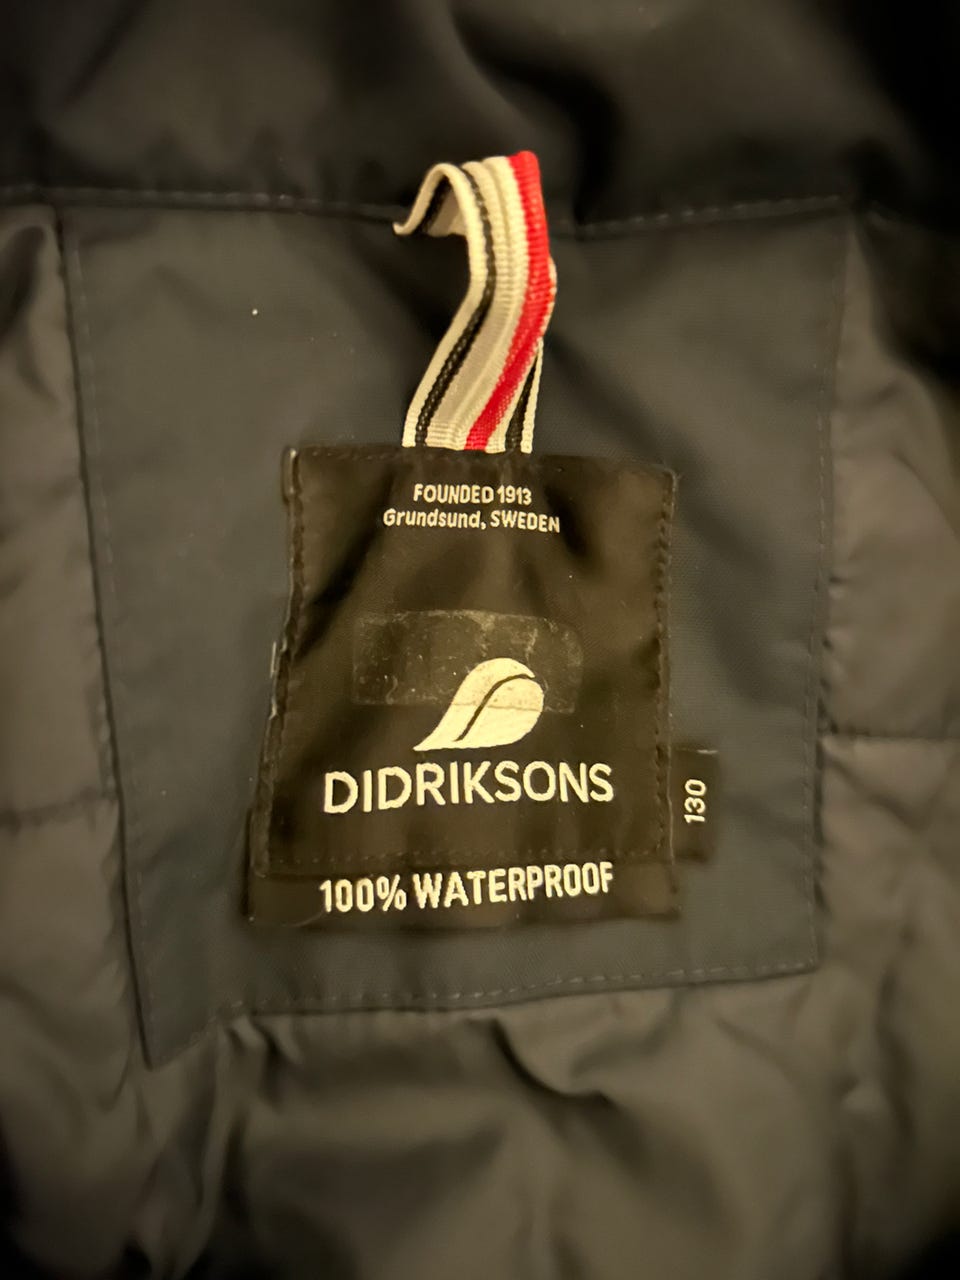 FOUNDED 1913
Grundsund, SWEDEN
DIDRIKSONS
130
100% WATERPROOF